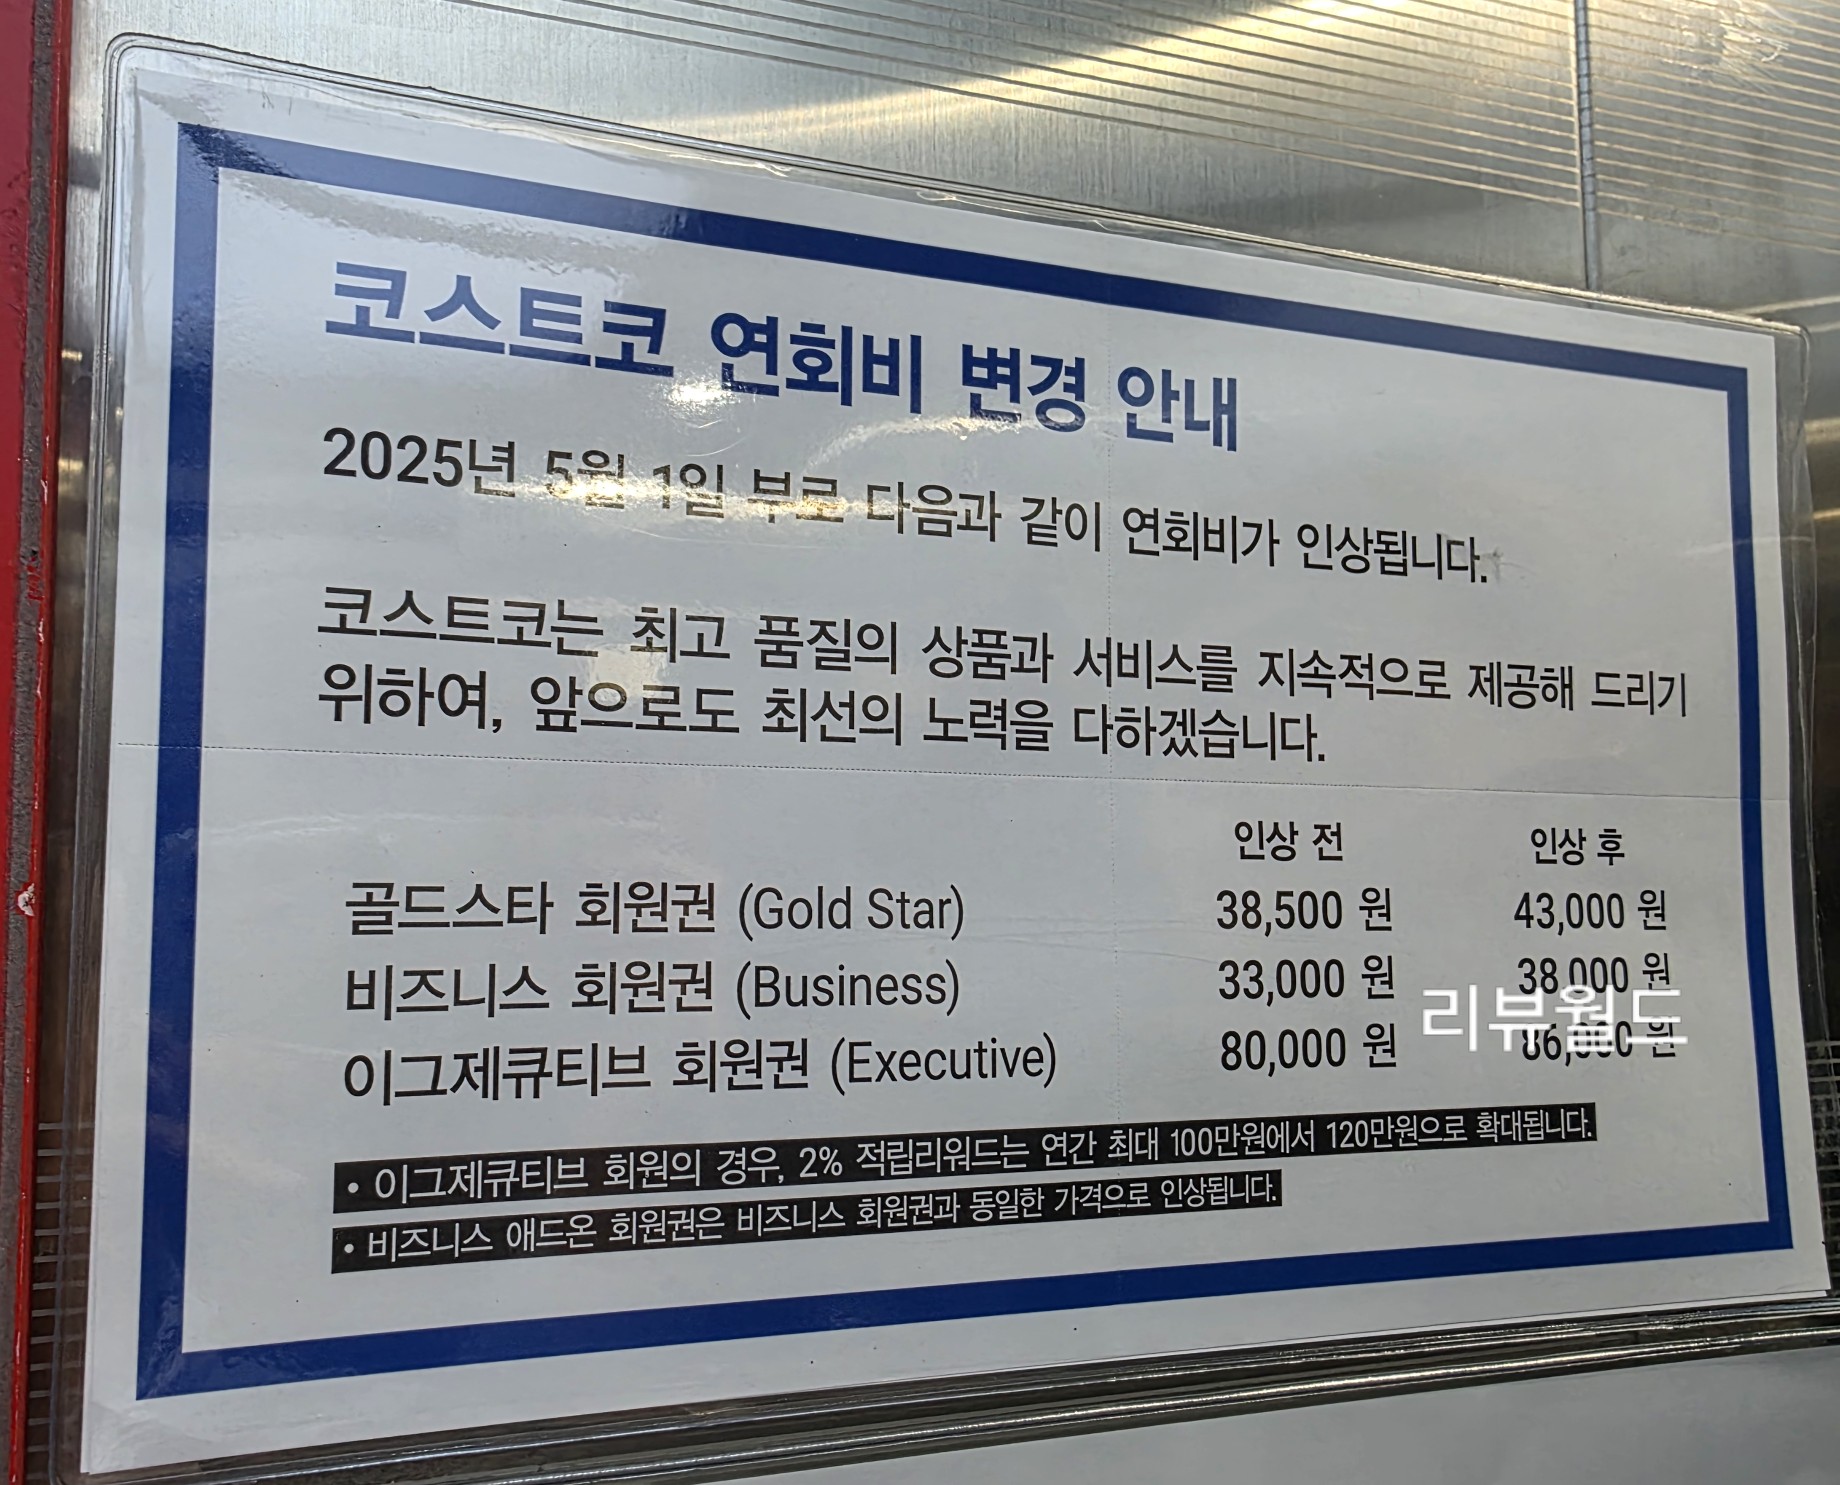 코스트코 연회비 변경 안내
2025년 5월 1일 부로 다음과 같이 연회비가 인상됩니다.
코스트코는 최고 품질의 상품과 서비스를 지속적으로 제공해 드리기
위하여, 앞으로도 최선의 노력을 다하겠습니다.
인상 전 인상 후
골드스타 회원권 (Gold Star) 38,500 원 43,000 원
비즈니스 회원권 (Business) 33,000 원 38,000 원
리뷰월드
이그제큐티브 회원권 (Executive) 80,000 원 86,000 원
• 이그제큐티브 회원의 경우, 2% 적립리워드는 연간 최대 100만원에서 120만원으로 확대됩니다.
• 비즈니스 애드온 회원권은 비즈니스 회원권과 동일한 가격으로 인상됩니다.